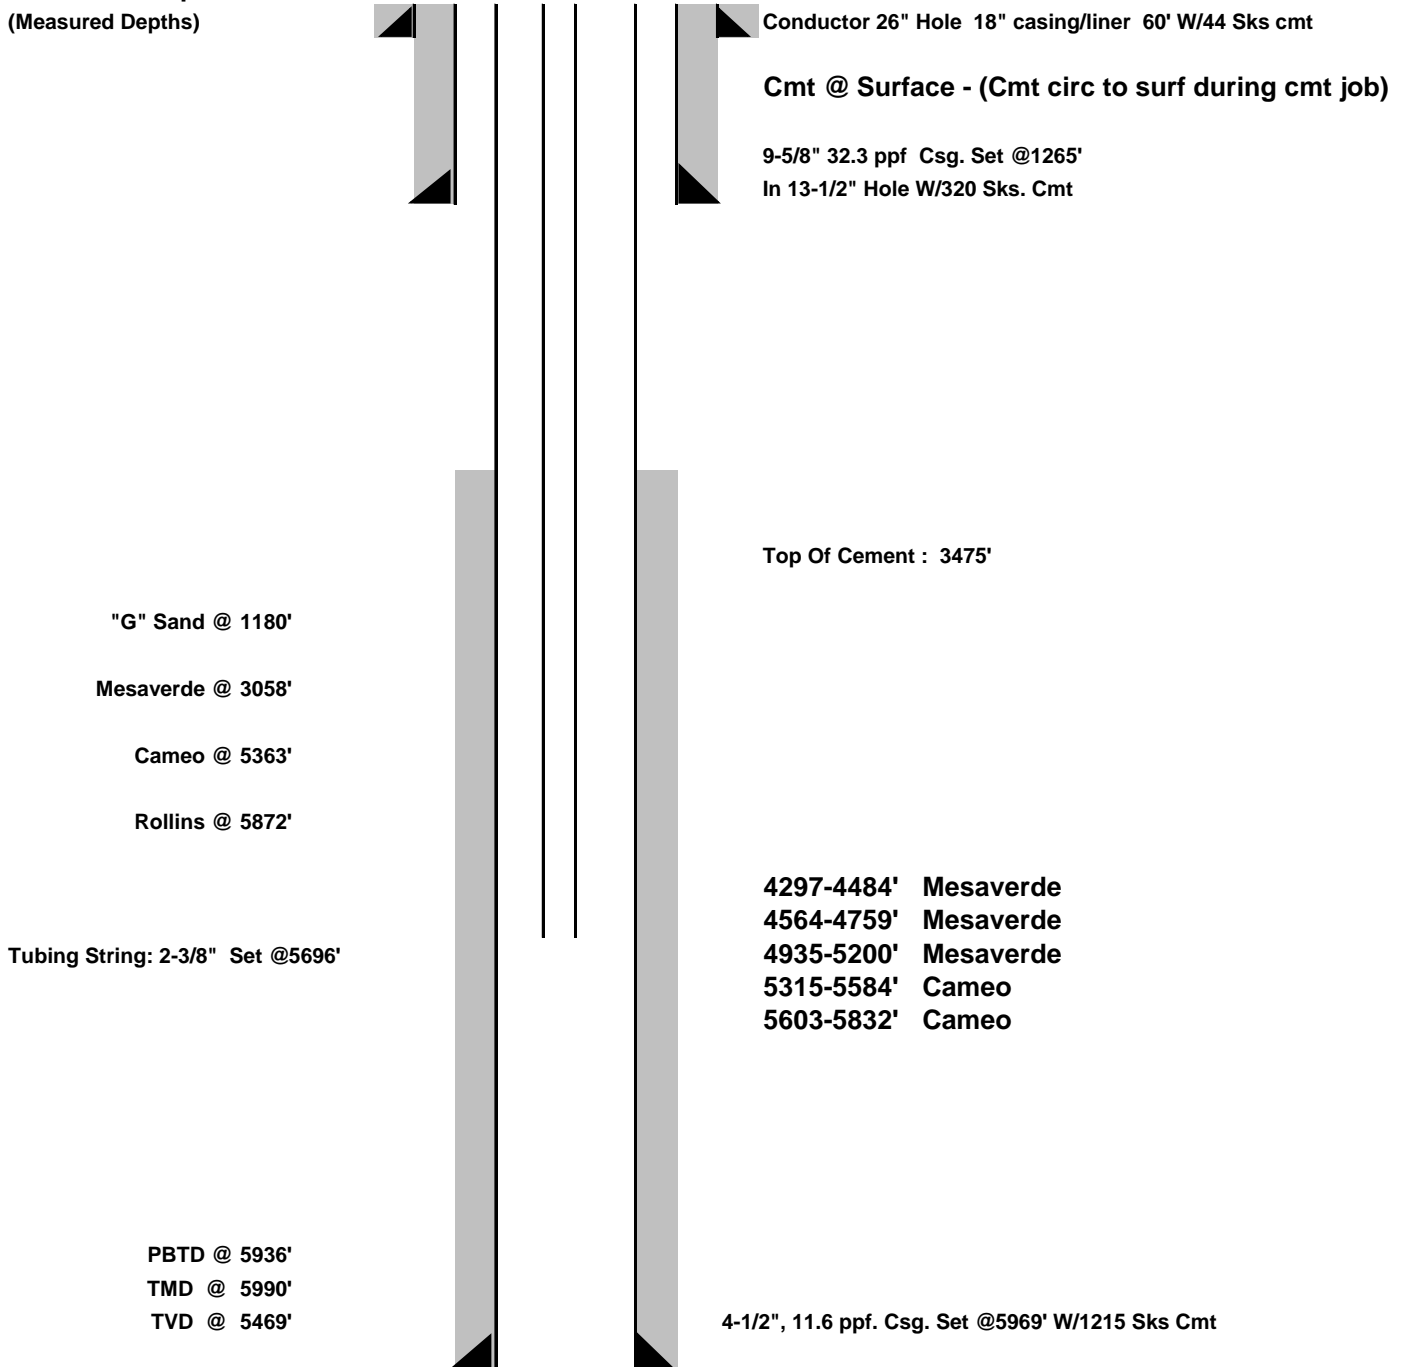 (Measured Depths)
Conductor 26" Hole 18" casing/liner 60' W/44 Sks cmt
Cmt @ Surface - (Cmt circ to surf during cmt job)
9-5/8" 32.3 ppf Csg. Set @1265'
In 13-1/2" Hole W/320 Sks. Cmt
Top Of Cement : 3475'
"G" Sand @ 1180'
Mesaverde @ 3058'
Cameo @ 5363'
Rollins @ 5872'
4297-4484' Mesaverde
4564-4759' Mesaverde
4935-5200' Mesaverde
5315-5584' Cameo
5603-5832' Cameo
Tubing String: 2-3/8" Set @5696'
PBTD @ 5936'
TMD @ 5990'
TVD @ 5469'
4-1/2", 11.6 ppf. Csg. Set @5969' W/1215 Sks Cmt